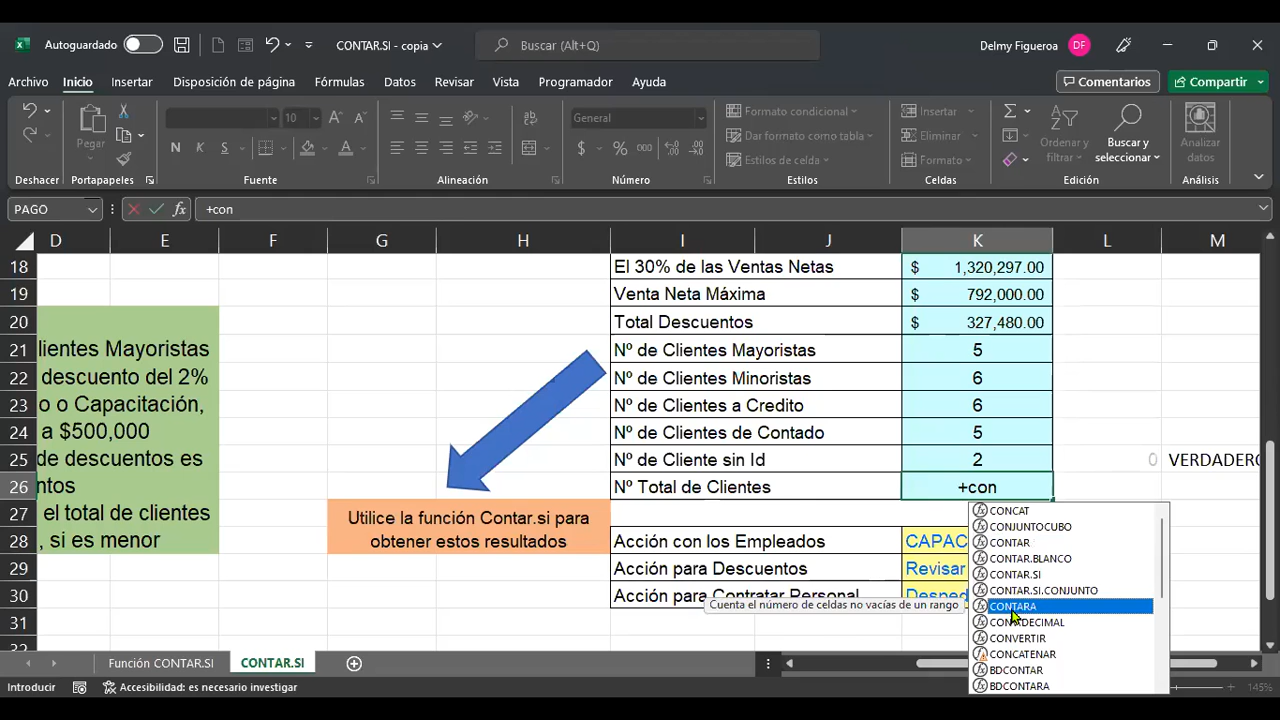 Autoguardado
CONTAR.SI - copia
Buscar (Alt+Q)
Delmy Figueroa
DF
Archivo Inicio Insertar Disposición de página Fórmulas Datos Revisar Vista Programador Ayuda
Comentarios
Compartir
Pegar
10
N K S
General
$ % 000
Formato condicional
Dar formato como tabla
Estilos de celda
Insertar
Eliminar
Formato
Ordenar y filtrar
Buscar y seleccionar
Analizar datos
Deshacer Portapapeles Fuente Alineación Número Estilos Celdas Edición Análisis
PAGO
fx
+con
D E F G H I J K L M
18 El 30% de las Ventas Netas $ 1,320,297.00
19 Venta Neta Máxima $ 792,000.00
20 Total Descuentos $ 327,480.00
21 lientes Mayoristas Nº de Clientes Mayoristas 5
22 descuento del 2% Nº de Clientes Minoristas 6
23 o o Capacitación, Nº de Clientes a Credito 6
24 a $500,000 Nº de Clientes de Contado 5
25 de descuentos es Nº de Cliente sin Id 2 0 VERDADERO
26 ntos Nº Total de Clientes +con
27 el total de clientes
28 , si es menor Acción con los Empleados CAPAC
29 Acción para Descuentos Revisar
30 Acción para Contratar Personal Desped
31
32
Utilice la función Contar.si para
obtener estos resultados
CONCAT
CONJUNTOCUBO
CONTAR
CONTAR.BLANCO
CONTAR.SI
CONTAR.SI.CONJUNTO
CONTARA
CONV.DECIMAL
CONVERTIR
CONCATENAR
BDCONTAR
BDCONTARA
Cuenta el número de celdas no vacías de un rango
Función CONTAR.SI
CONTAR.SI
Introducir
Accesibilidad: es necesario investigar
145%